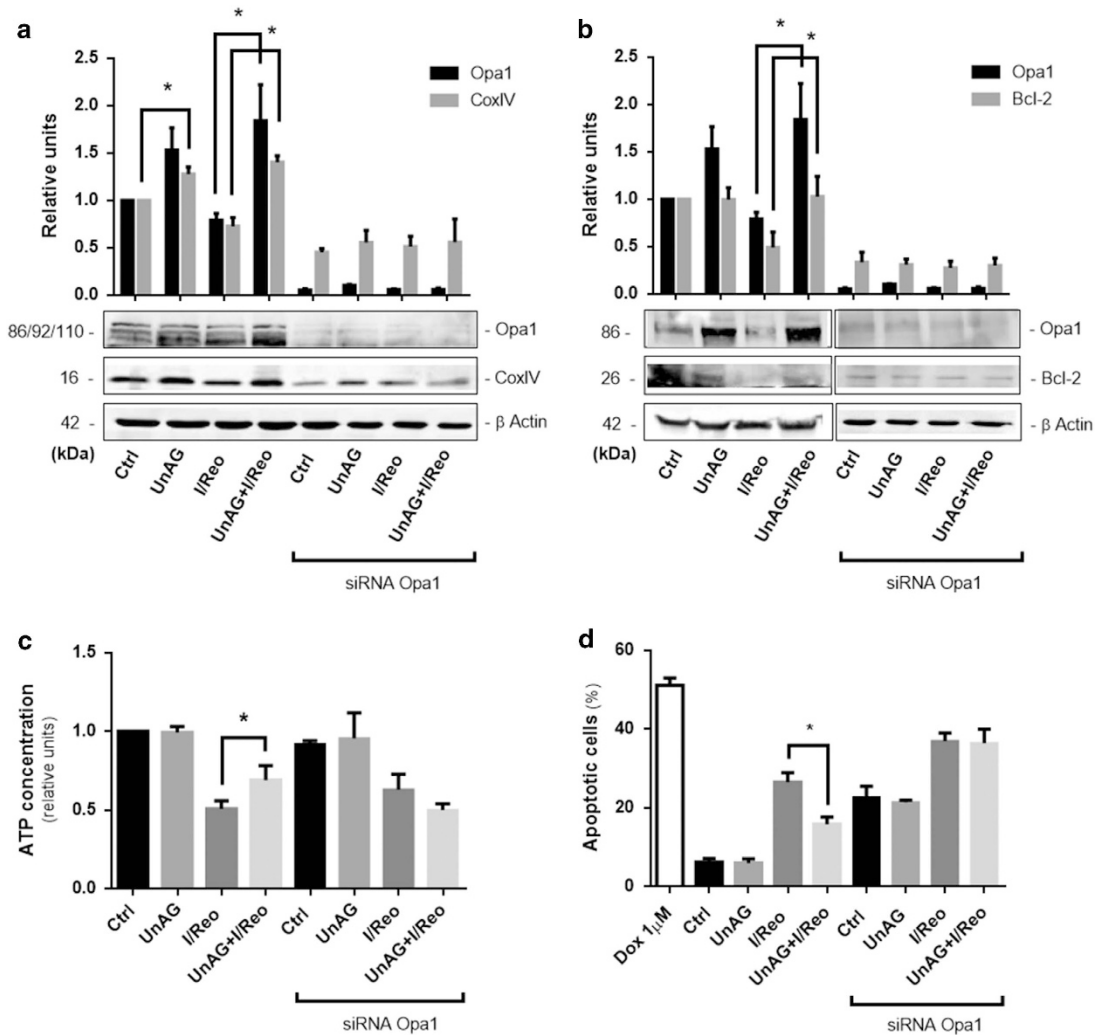 a
*
*
*
2.5
2.0
1.5
1.0
0.5
0.0
Relative units
Opa1
CoxIV
86/92/110 -
- Opa1
16 -
- CoxIV
42 -
- β Actin
(kDa)
Ctrl
UnAG
I/Reo
UnAG+I/Reo
Ctrl
UnAG
I/Reo
UnAG+I/Reo
siRNA Opa1
b
*
*
2.5
2.0
1.5
1.0
0.5
0.0
Relative units
Opa1
Bcl-2
86 -
- Opa1
26 -
- Bcl-2
42 -
- β Actin
(kDa)
Ctrl
UnAG
I/Reo
UnAG+I/Reo
Ctrl
UnAG
I/Reo
UnAG+I/Reo
siRNA Opa1
c
1.5
1.0
0.5
0.0
ATP concentration
(relative units)
*
Ctrl
UnAG
I/Reo
UnAG+I/Reo
Ctrl
UnAG
I/Reo
UnAG+I/Reo
siRNA Opa1
d
60
40
20
0
Apoptotic cells (%)
*
Dox 1μM
Ctrl
UnAG
I/Reo
UnAG+I/Reo
Ctrl
UnAG
I/Reo
UnAG+I/Reo
siRNA Opa1